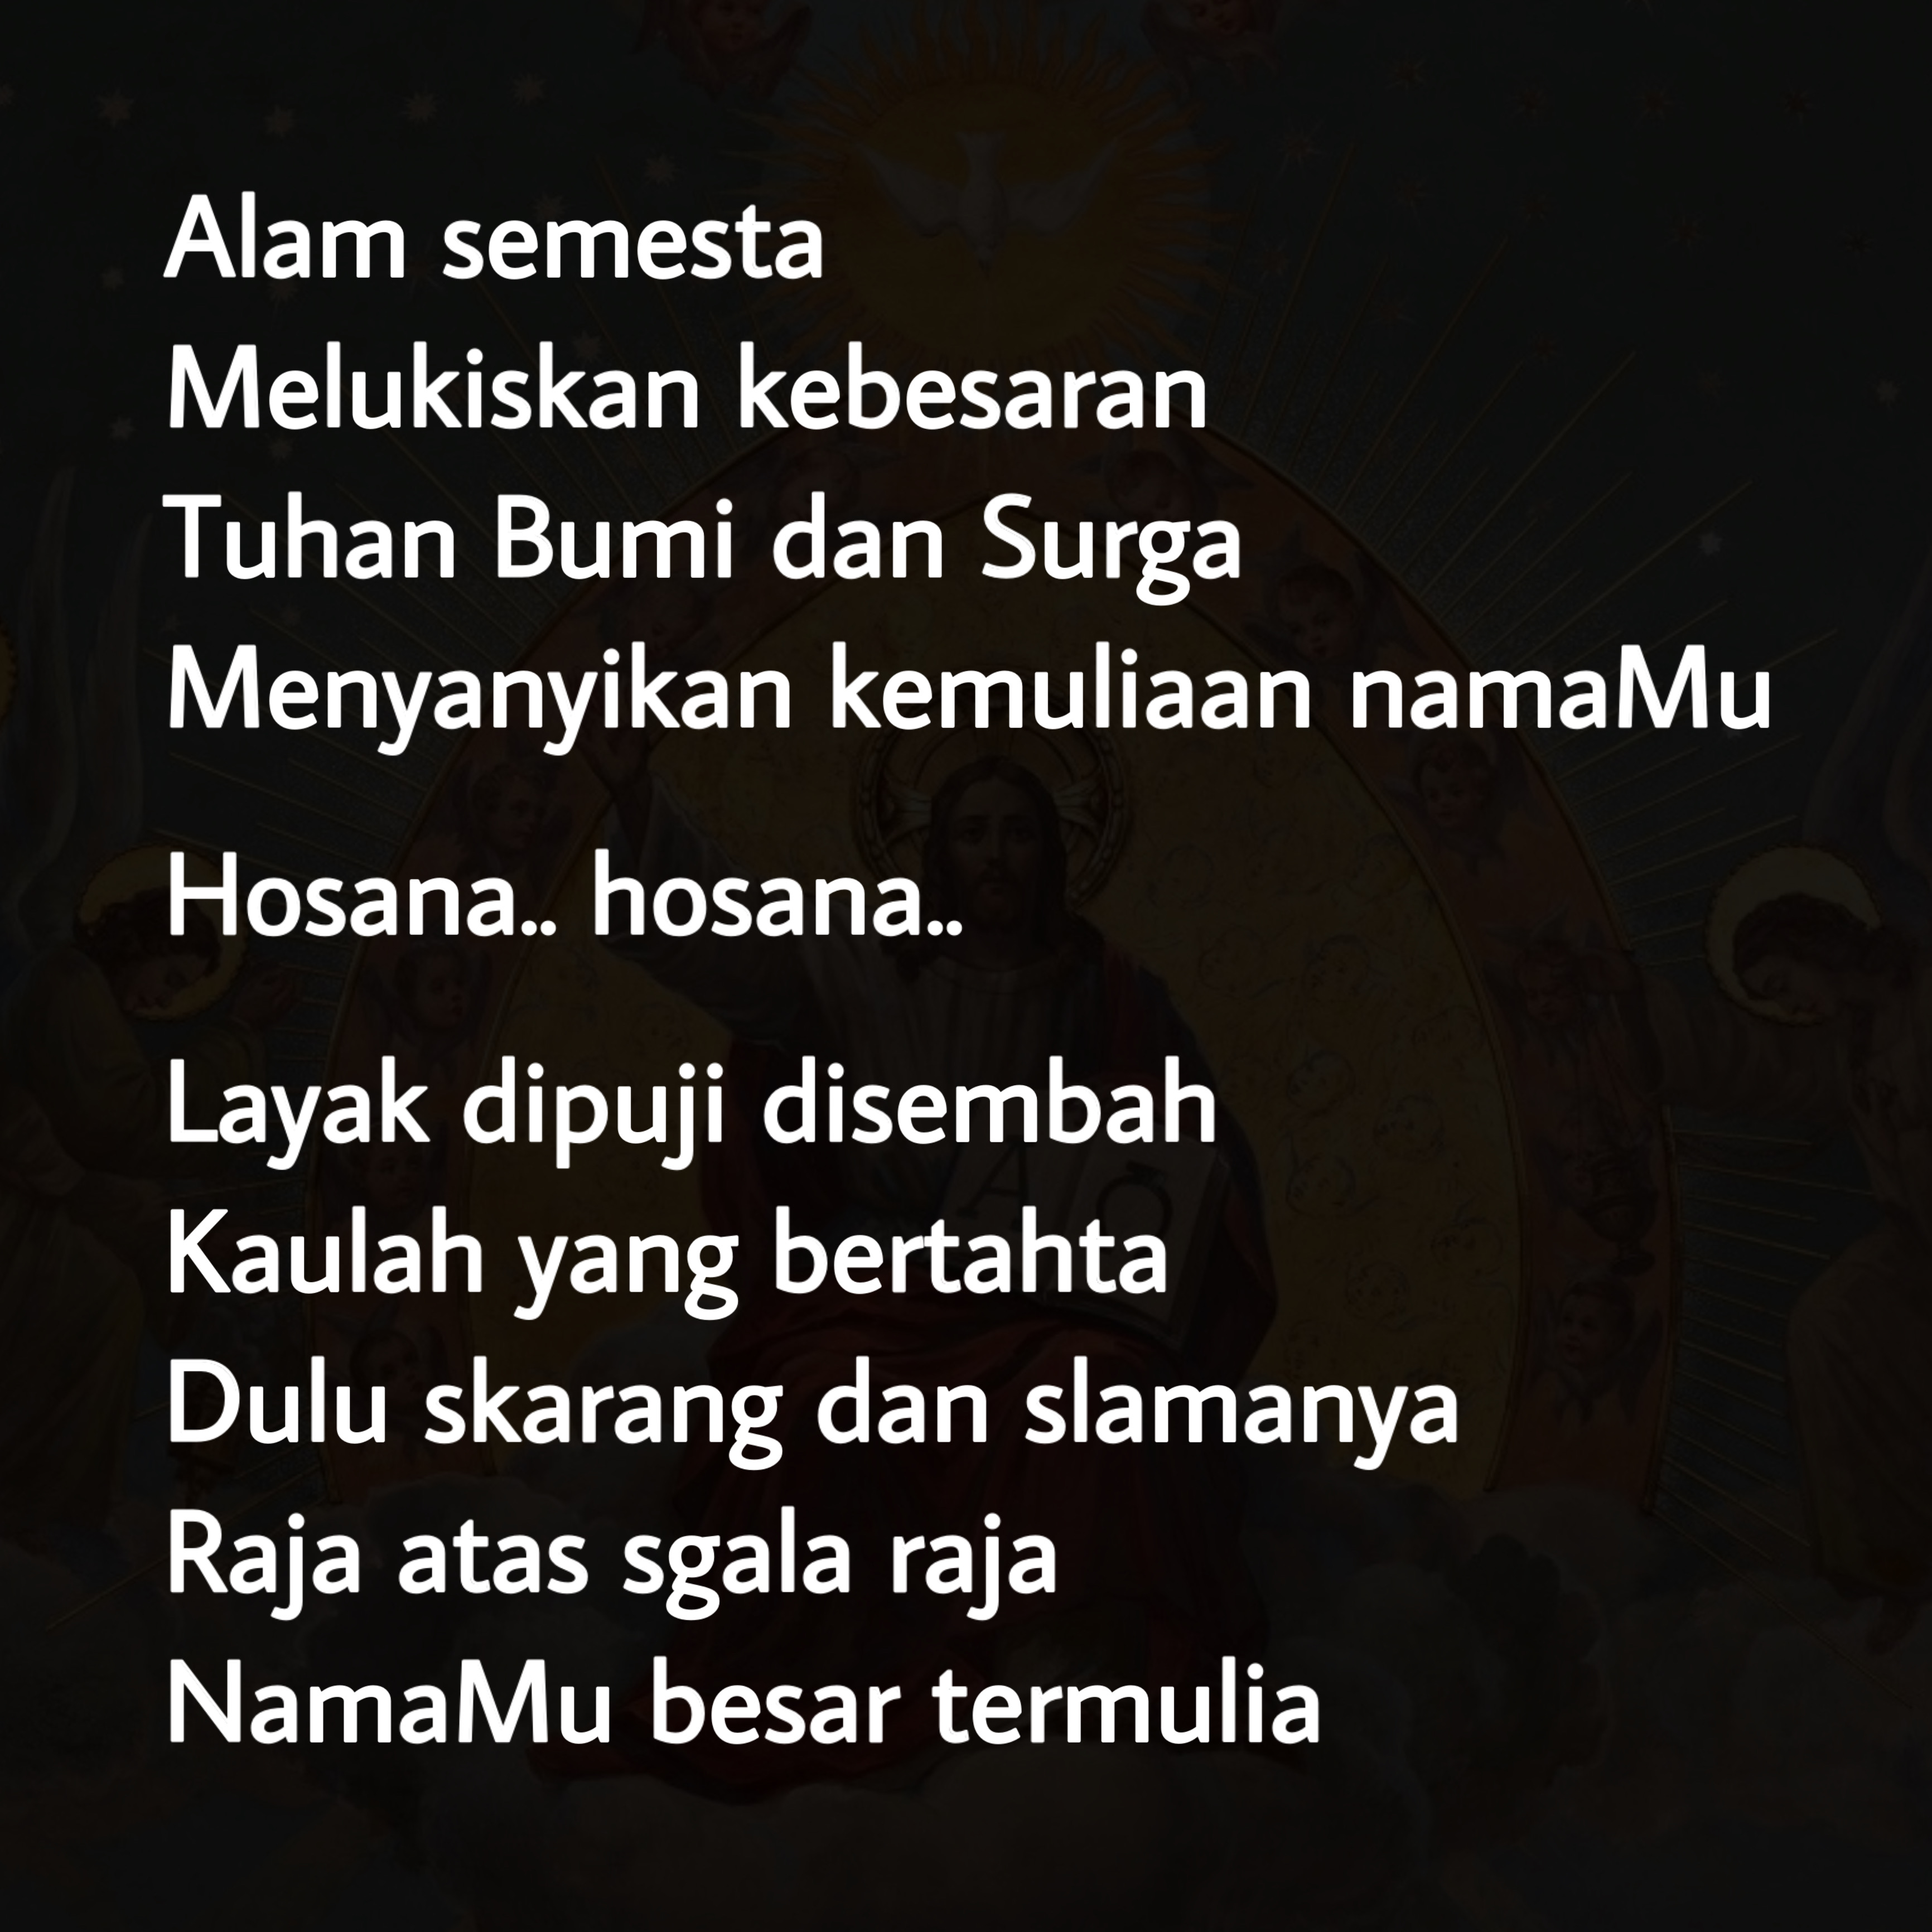 Alam semesta
Melukiskan kebesaran
Tuhan Bumi dan Surga
Menyanyikan kemuliaan namaMu
Hosana.. hosana..
Layak dipuji disembah
Kaulah yang bertahta
Dulu skarang dan slamanya
Raja atas sgala raja
NamaMu besar termulia
A Ω